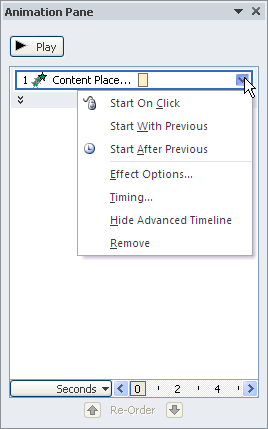 Animation Pane
Play
1 Content Place...
Start On Click
Start With Previous
Start After Previous
Effect Options...
Timing...
Hide Advanced Timeline
Remove
Seconds 0 2 4
Re-Order